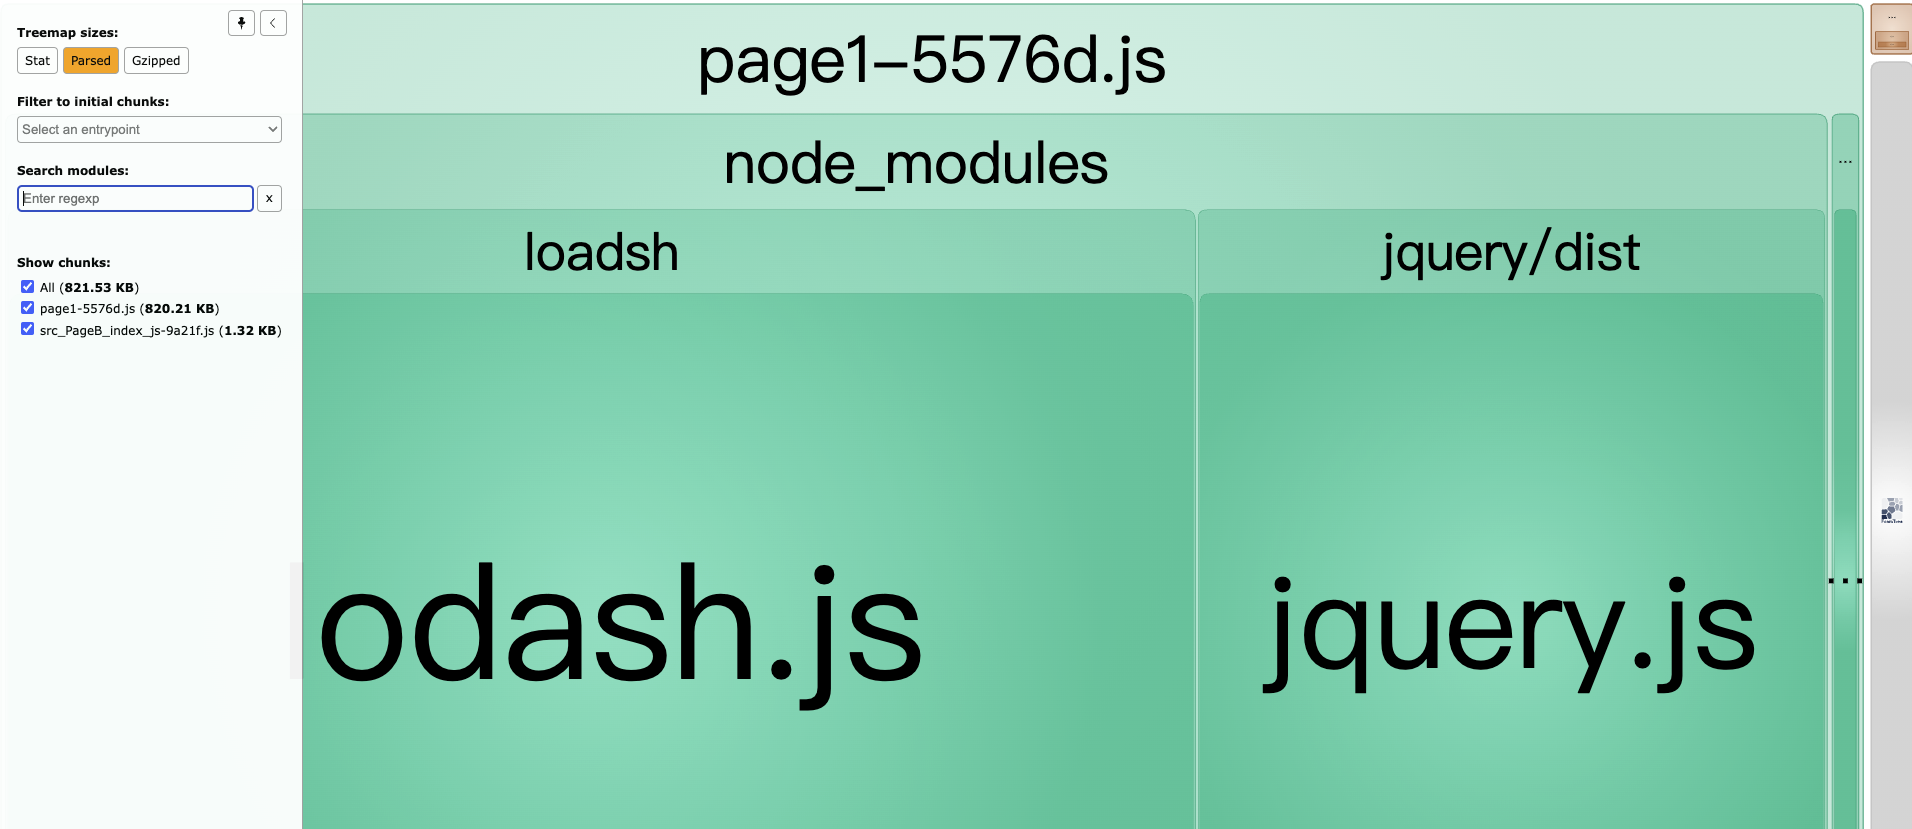 Treemap sizes:
Stat
Parsed
Gzipped
Filter to initial chunks:
Select an entrypoint
Search modules:
Enter regexp
x
Show chunks:
All (821.53 KB)
page1-5576d.js (820.21 KB)
src_PageB_index_js-9a21f.js (1.32 KB)
page1-5576d.js
node_modules
...
loadsh
jquery/dist
odash.js
jquery.js
...
...